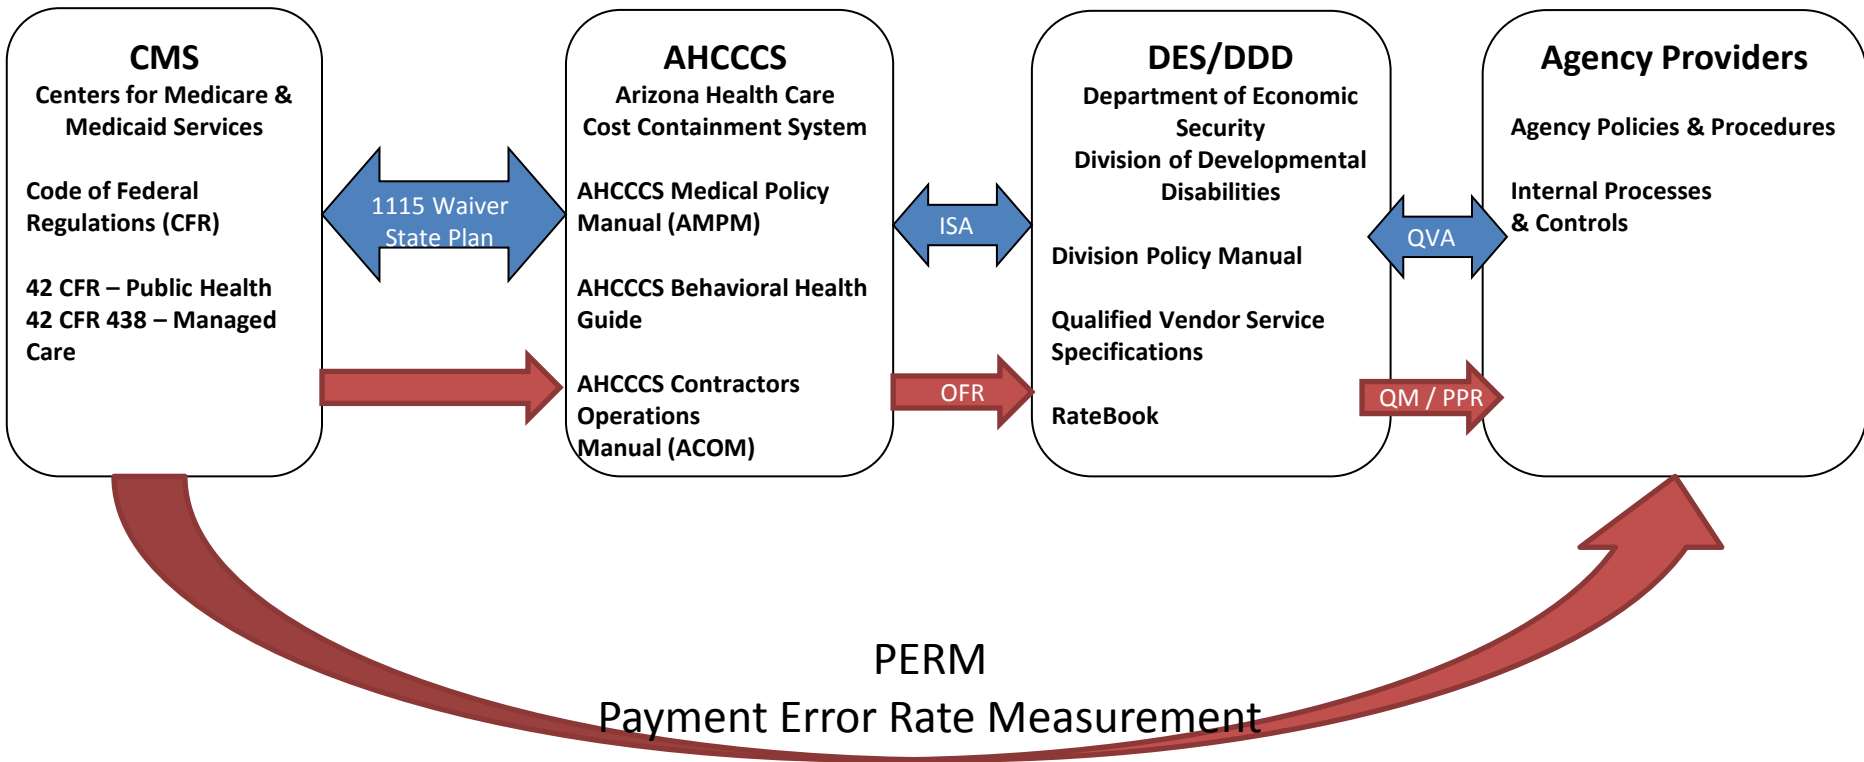 CMS
Centers for Medicare &
Medicaid Services
Code of Federal
Regulations (CFR)
42 CFR – Public Health
42 CFR 438 – Managed
Care
1115 Waiver
State Plan
AHCCCS
Arizona Health Care
Cost Containment System
AHCCCS Medical Policy
Manual (AMPM)
AHCCCS Behavioral Health
Guide
AHCCCS Contractors
Operations
Manual (ACOM)
ISA
OFR
DES/DDD
Department of Economic
Security
Division of Developmental
Disabilities
Division Policy Manual
Qualified Vendor Service
Specifications
RateBook
QVA
QM / PPR
Agency Providers
Agency Policies & Procedures
Internal Processes
& Controls
PERM
Payment Error Rate Measurement